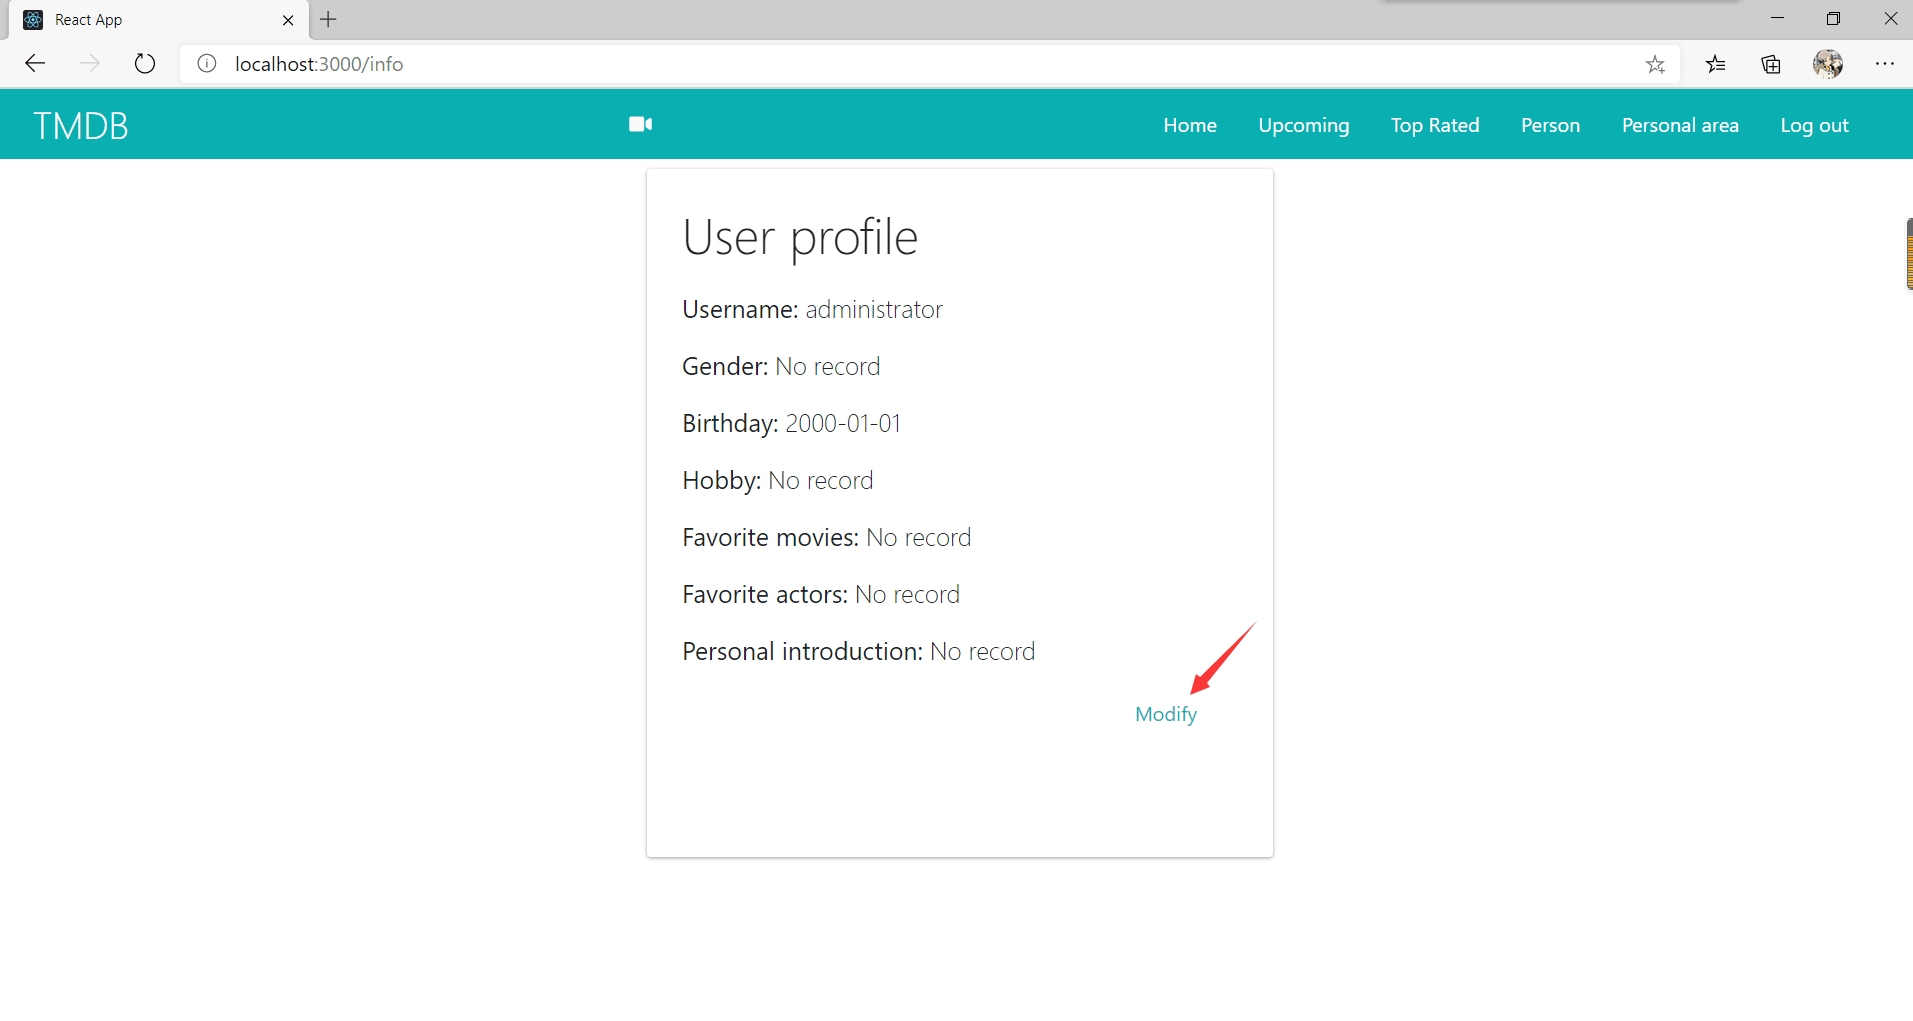 React App
localhost:3000/info
TMDB
Home Upcoming Top Rated Person Personal area Log out
User profile
Username: administrator
Gender: No record
Birthday: 2000-01-01
Hobby: No record
Favorite movies: No record
Favorite actors: No record
Personal introduction: No record
Modify